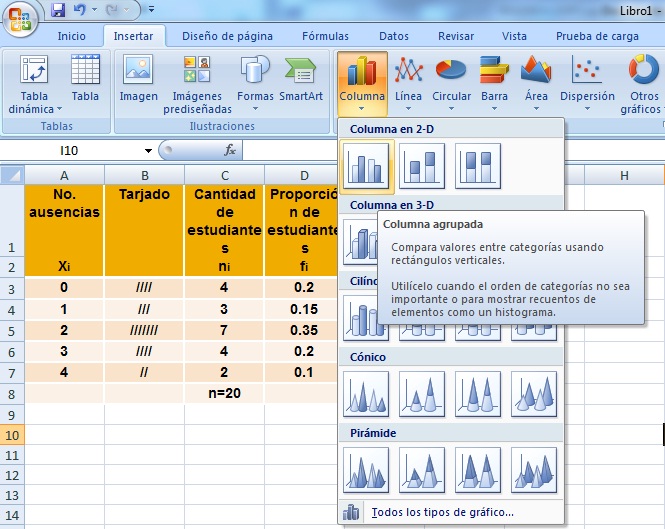 Libro1 -
Inicio Insertar Diseño de página Fórmulas Datos Revisar Vista Prueba de carga
Tabla dinámica
Tabla
Imagen
Imágenes prediseñadas
Formas
SmartArt
Columna
Línea
Circular
Barra
Área
Dispersión
Otros gráficos
Tablas
Ilustraciones
I10
fx
Columna en 2-D
A B C D H
No. ausencias Xi
Tarjado
Cantidad de estudiantes ni
Proporción de estudiantes fi
1
2
3 0 //// 4 0.2
4 1 /// 3 0.15
5 2 /////// 7 0.35
6 3 //// 4 0.2
7 4 // 2 0.1
8 n=20
9
10
11
12
13
14
Columna en 3-D
Columna agrupada
Compara valores entre categorías usando
rectángulos verticales.
Utilícelo cuando el orden de categorías no sea
importante o para mostrar recuentos de
elementos como un histograma.
Cónico
Pirámide
Todos los tipos de gráfico...